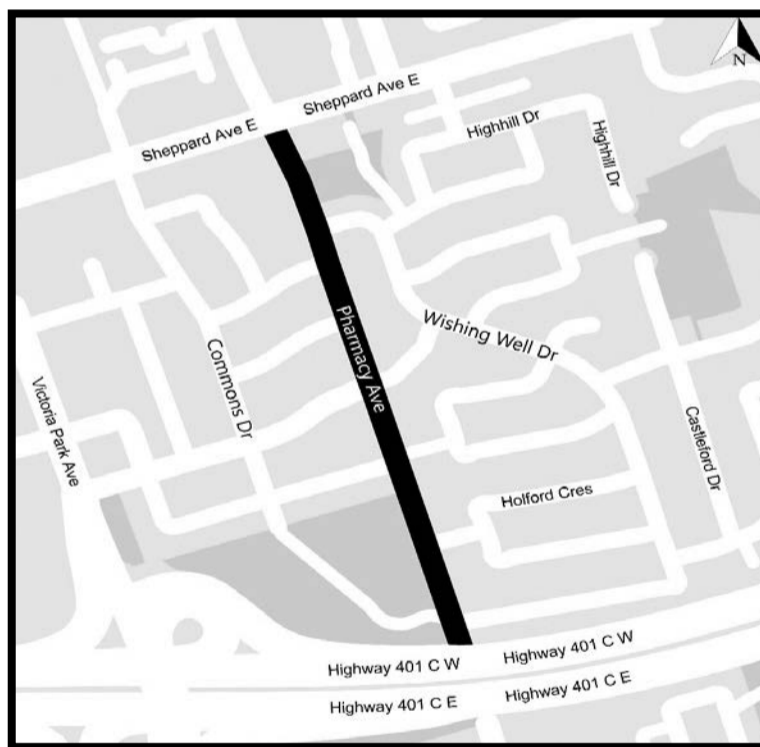 N
Sheppard Ave E
Sheppard Ave E
Highhill Dr
Highhill Dr
Pharmacy Ave
Wishing Well Dr
Commons Dr
Victoria Park Ave
Castleford Dr
Holford Cres
Highway 401 C W
Highway 401 C W
Highway 401 C E
Highway 401 C E